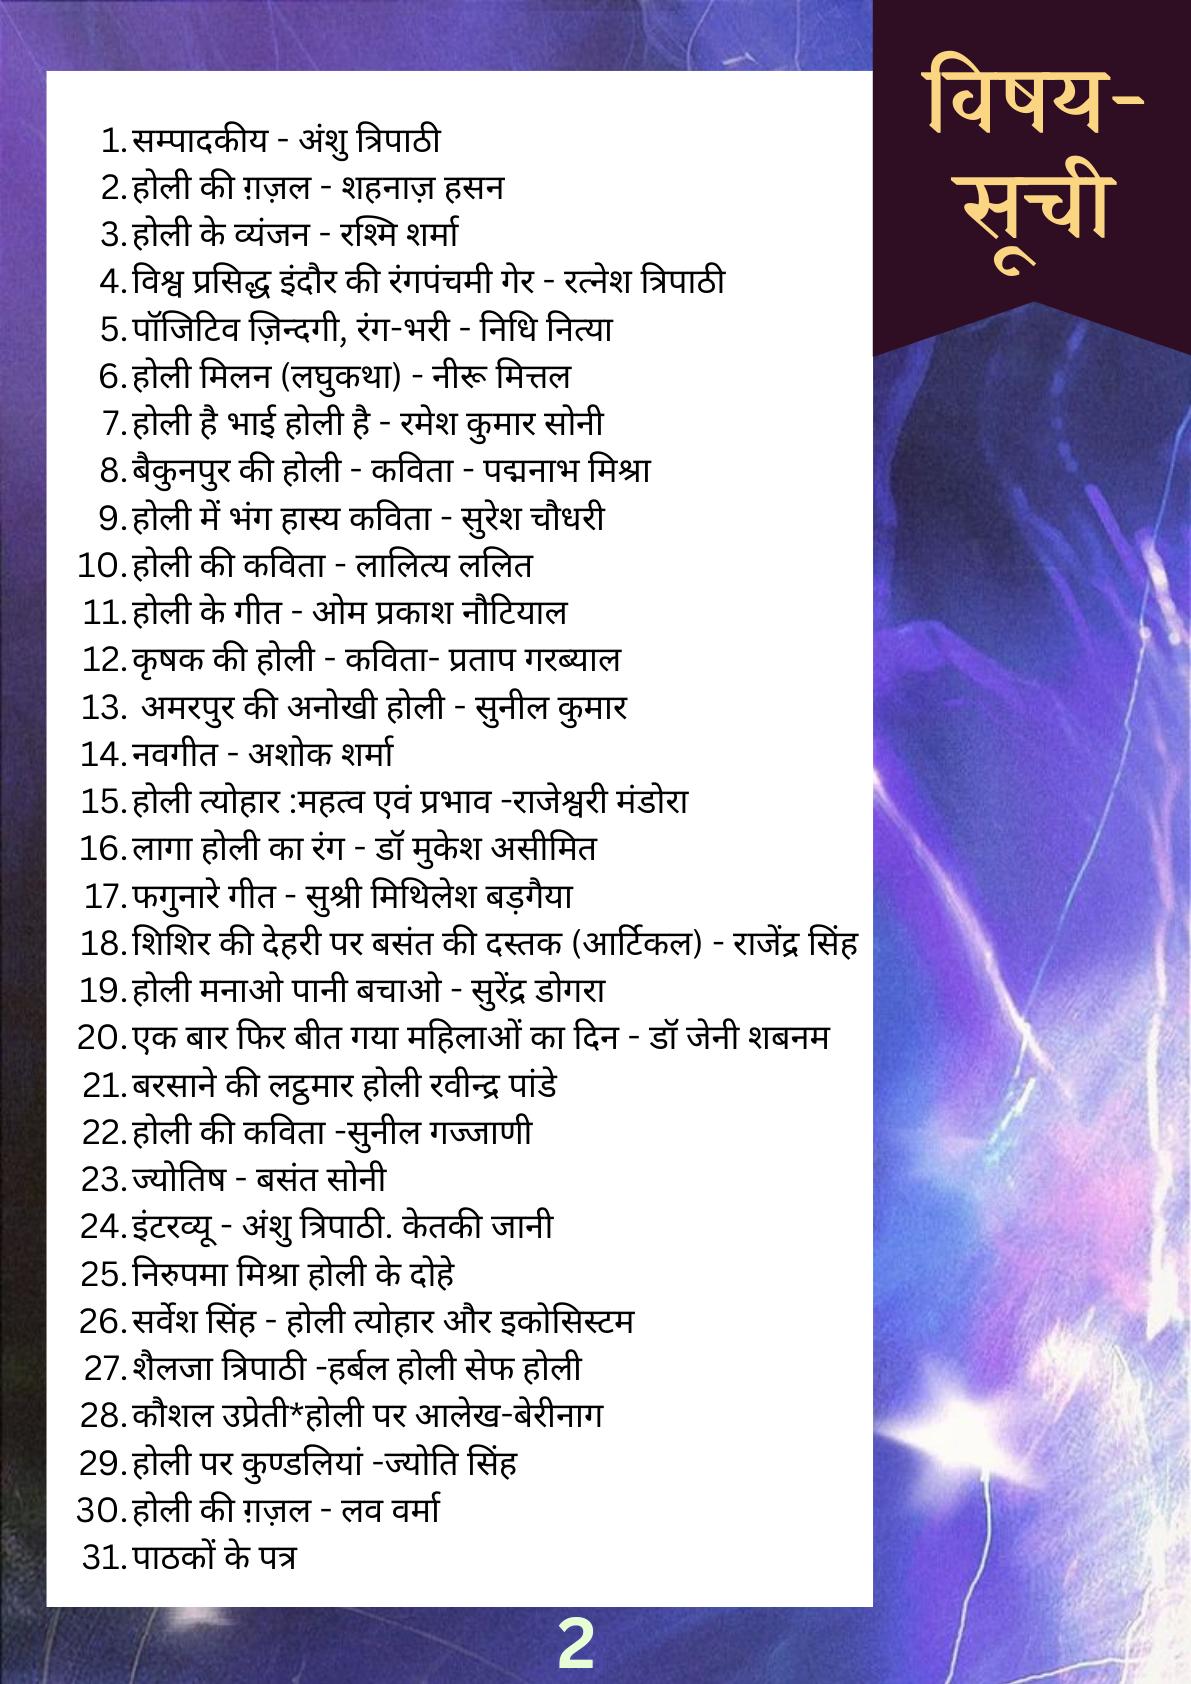 विषय-
सूची
1. सम्पादकीय - अंशु त्रिपाठी
2. होली की ग़ज़ल - शहनाज़ हसन
3. होली के व्यंजन - रश्मि शर्मा
4. विश्व प्रसिद्ध इंदौर की रंगपंचमी गेर - रत्नेश त्रिपाठी
5. पॉजिटिव ज़िन्दगी, रंग-भरी - निधि नित्या
6. होली मिलन (लघुकथा) - नीरू मित्तल
7. होली है भाई होली है - रमेश कुमार सोनी
8. बैकुनपुर की होली - कविता - पद्मनाभ मिश्रा
9. होली में भंग हास्य कविता - सुरेश चौधरी
10. होली की कविता - लालित्य ललित
11. होली के गीत - ओम प्रकाश नौटियाल
12. कृषक की होली - कविता- प्रताप गरब्याल
13. अमरपुर की अनोखी होली - सुनील कुमार
14. नवगीत - अशोक शर्मा
15. होली त्योहार :महत्व एवं प्रभाव -राजेश्वरी मंडोरा
16. लागा होली का रंग - डॉ मुकेश असीमित
17. फगुनारे गीत - सुश्री मिथिलेश बड़गैया
18. शिशिर की देहरी पर बसंत की दस्तक (आर्टिकल) - राजेंद्र सिंह
19. होली मनाओ पानी बचाओ - सुरेंद्र डोगरा
20. एक बार फिर बीत गया महिलाओं का दिन - डॉ जेनी शबनम
21. बरसाने की लट्ठमार होली रवीन्द्र पांडे
22. होली की कविता -सुनील गज्जाणी
23. ज्योतिष - बसंत सोनी
24. इंटरव्यू - अंशु त्रिपाठी. केतकी जानी
25. निरुपमा मिश्रा होली के दोहे
26. सर्वेश सिंह - होली त्योहार और इकोसिस्टम
27. शैलजा त्रिपाठी -हर्बल होली सेफ होली
28. कौशल उप्रेती*होली पर आलेख-बेरीनाग
29. होली पर कुण्डलियां -ज्योति सिंह
30. होली की ग़ज़ल - लव वर्मा
31. पाठकों के पत्र
2